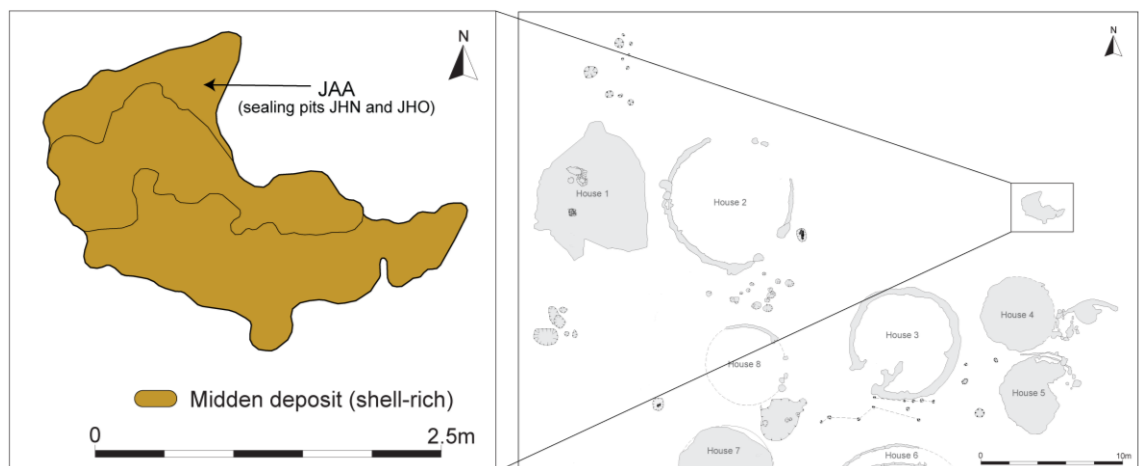 N
JAA
(sealing pits JHN and JHO)
Midden deposit (shell-rich)
0 2.5m
N
House 1
House 2
House 3
House 4
House 8
House 5
House 7
House 6
0 10m